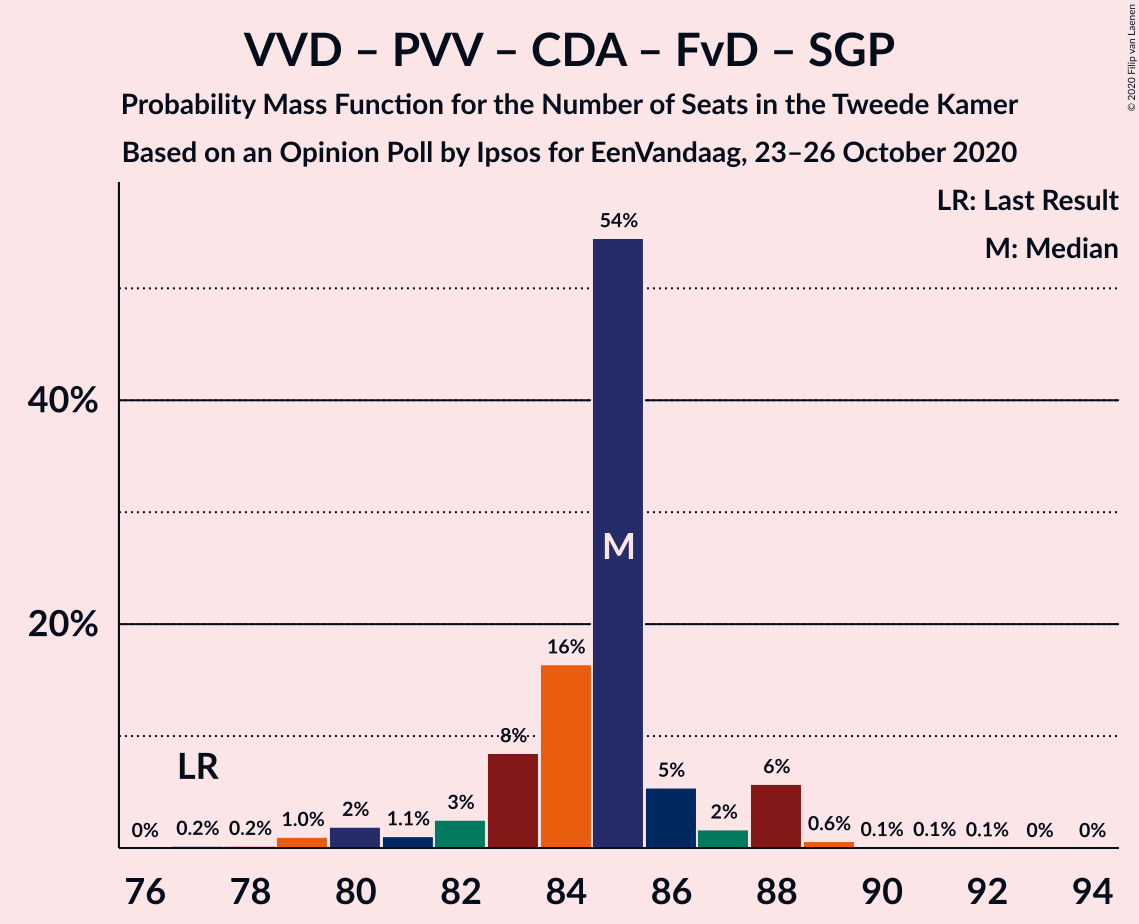 VVD – PVV – CDA – FvD – SGP
Probability Mass Function for the Number of Seats in the Tweede Kamer
Based on an Opinion Poll by Ipsos for EenVandaag, 23–26 October 2020
© 2020 Filip van Laenen
LR: Last Result
M: Median
40%
20%
0%
0.2%
0.2%
1.0%
2%
1.1%
3%
8%
16%
54%
5%
2%
6%
0.6%
0.1%
0.1%
0.1%
0%
0%
LR
M
76 78 80 82 84 86 88 90 92 94